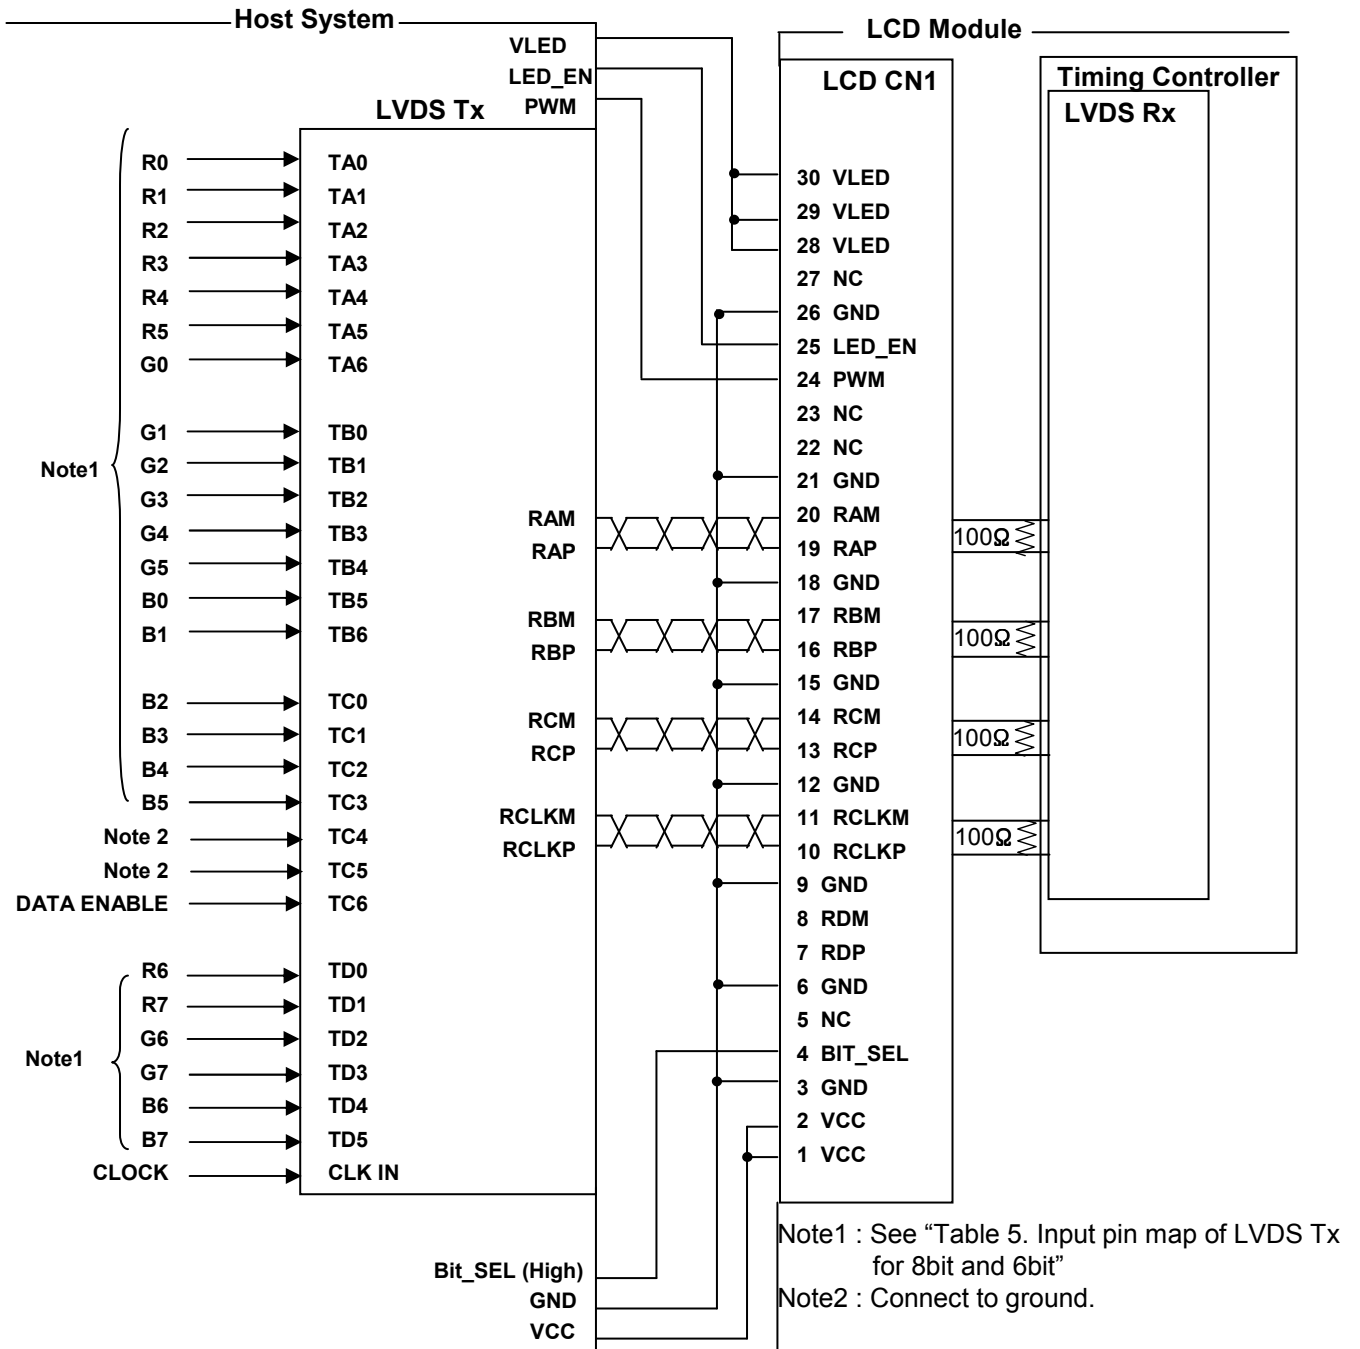 Host System
LCD Module
VLED
LED_EN
PWM
LVDS Tx
R0 TA0
R1 TA1
R2 TA2
R3 TA3
R4 TA4
R5 TA5
G0 TA6
G1 TB0
G2 TB1
G3 TB2
G4 TB3
G5 TB4
B0 TB5
B1 TB6
B2 TC0
B3 TC1
B4 TC2
B5 TC3
Note 2 TC4
Note 2 TC5
DATA ENABLE TC6
R6 TD0
R7 TD1
G6 TD2
G7 TD3
B6 TD4
B7 TD5
CLOCK CLK IN
Note1
Note1
RAM
RAP
RBM
RBP
RCM
RCP
RCLKM
RCLKP
Bit_SEL (High)
GND
VCC
LCD CN1
30 VLED
29 VLED
28 VLED
27 NC
26 GND
25 LED_EN
24 PWM
23 NC
22 NC
21 GND
20 RAM
19 RAP
18 GND
17 RBM
16 RBP
15 GND
14 RCM
13 RCP
12 GND
11 RCLKM
10 RCLKP
9 GND
8 RDM
7 RDP
6 GND
5 NC
4 BIT_SEL
3 GND
2 VCC
1 VCC
Timing Controller
LVDS Rx
100Ω
100Ω
100Ω
100Ω
Note1 : See “Table 5. Input pin map of LVDS Tx
for 8bit and 6bit”
Note2 : Connect to ground.